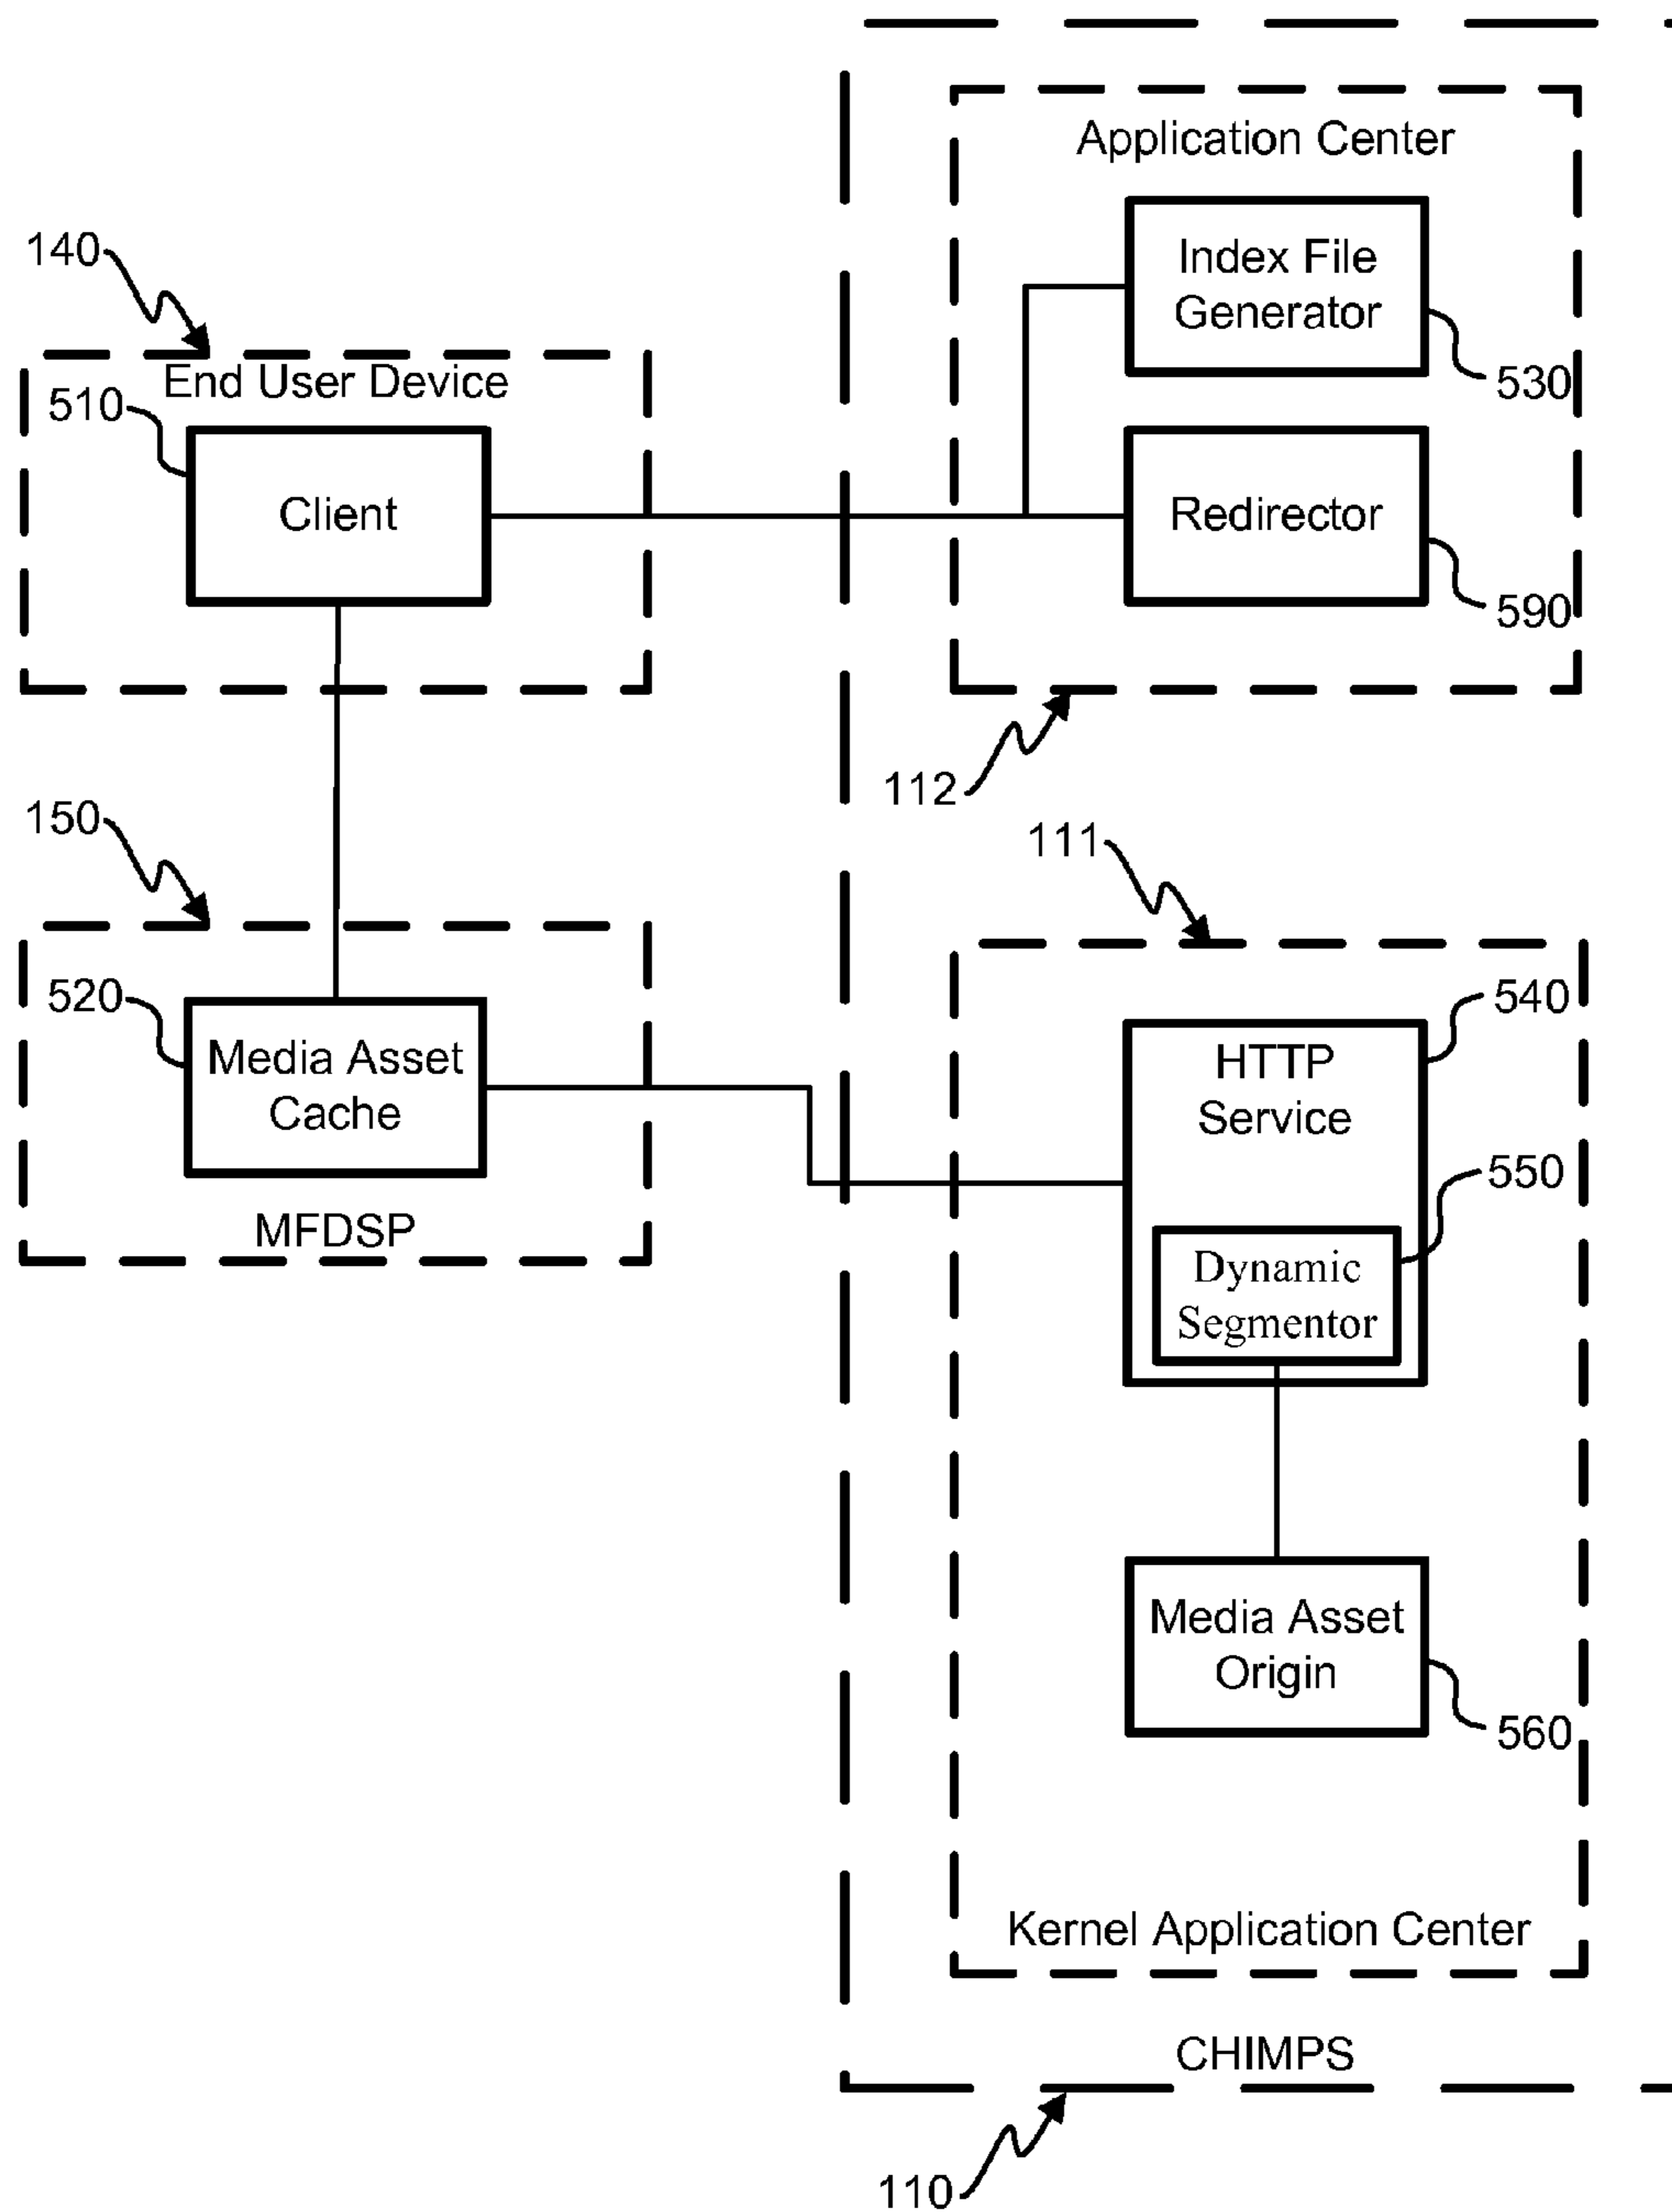 Application Center
Index File
Generator
530
Redirector
590
112
140
End User Device
510
Client
150
520
Media Asset
Cache
MFDSP
111
540
HTTP
Service
550
Dynamic
Segmentor
Media Asset
Origin
560
Kernel Application Center
CHIMPS
110